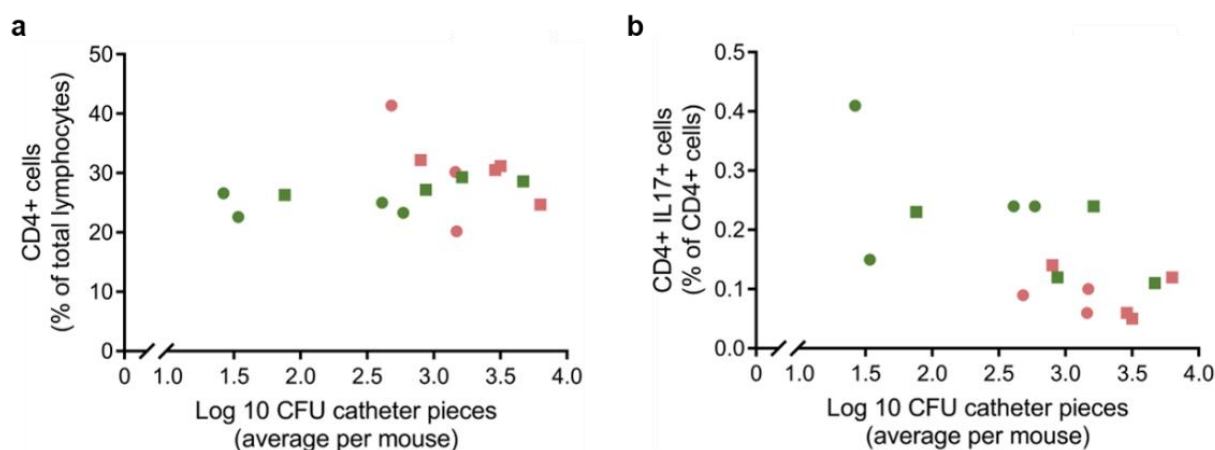 a
CD4+ cells
(% of total lymphocytes)
50
40
30
20
10
0
0 1.0 1.5 2.0 2.5 3.0 3.5 4.0
Log 10 CFU catheter pieces
(average per mouse)
b
CD4+ IL17+ cells
(% of CD4+ cells)
0.5
0.4
0.3
0.2
0.1
0.0
0 1.0 1.5 2.0 2.5 3.0 3.5 4.0
Log 10 CFU catheter pieces
(average per mouse)